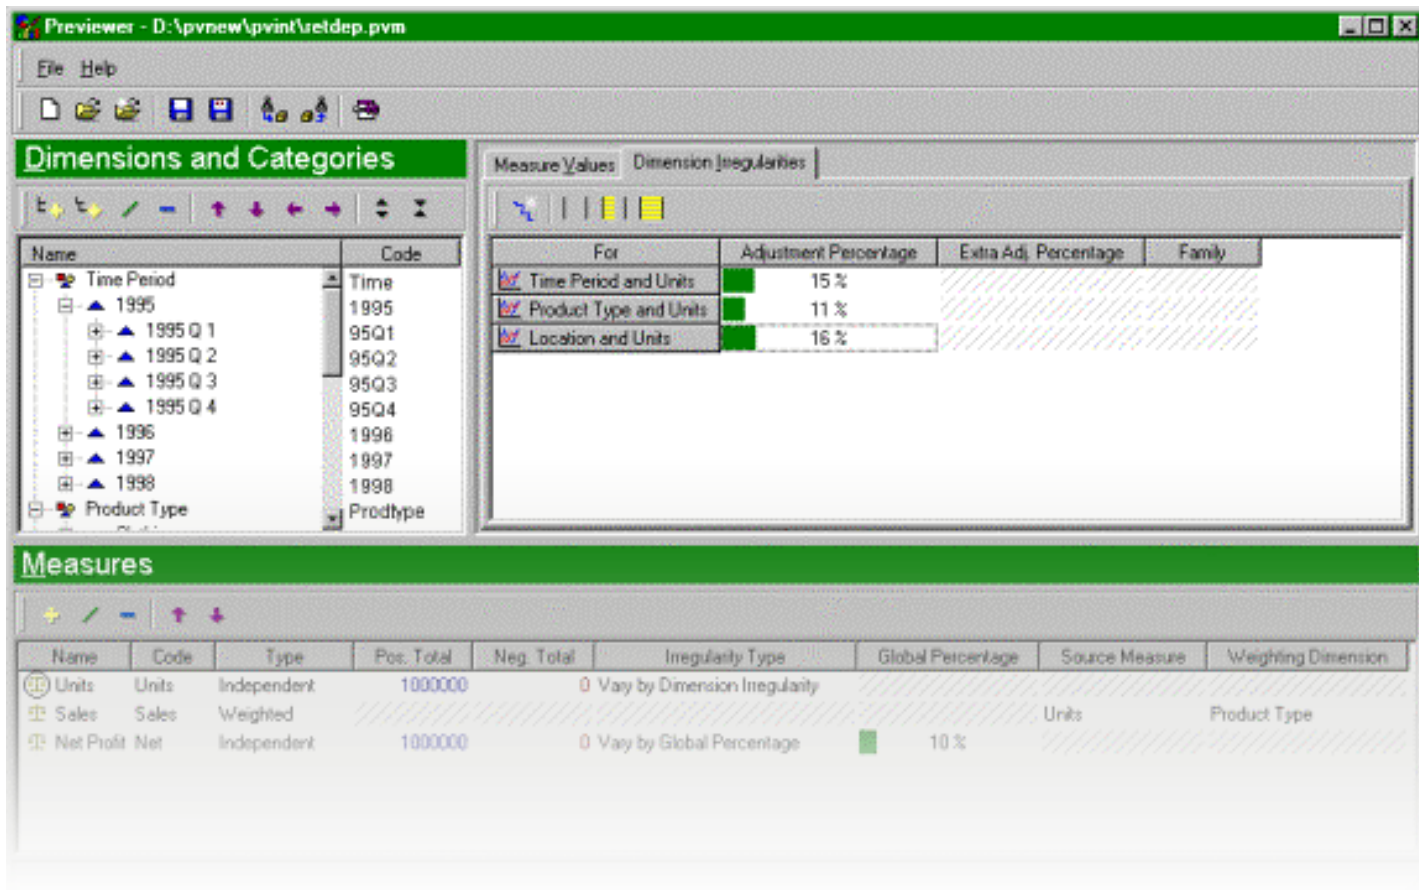 Previewer - D:\pvnew\pvint\retdep.pvm
File Help
Dimensions and Categories
Name Code
Time Period Time
1995 1995
1995 Q 1 95Q1
1995 Q 2 95Q2
1995 Q 3 95Q3
1995 Q 4 95Q4
1996 1996
1997 1997
1998 1998
Product Type Prodtype
Measure Values Dimension Irregularities
For Adjustment Percentage Extra Adj. Percentage Family
Time Period and Units 15 %
Product Type and Units 11 %
Location and Units 16 %
Measures
Name Code Type Pos. Total Neg. Total Irregularity Type Global Percentage Source Measure Weighting Dimension
Units Units Independent 1000000 0 Vary by Dimension Irregularity
Sales Sales Weighted Units Product Type
Net Profit Net Independent 1000000 0 Vary by Global Percentage 10 %